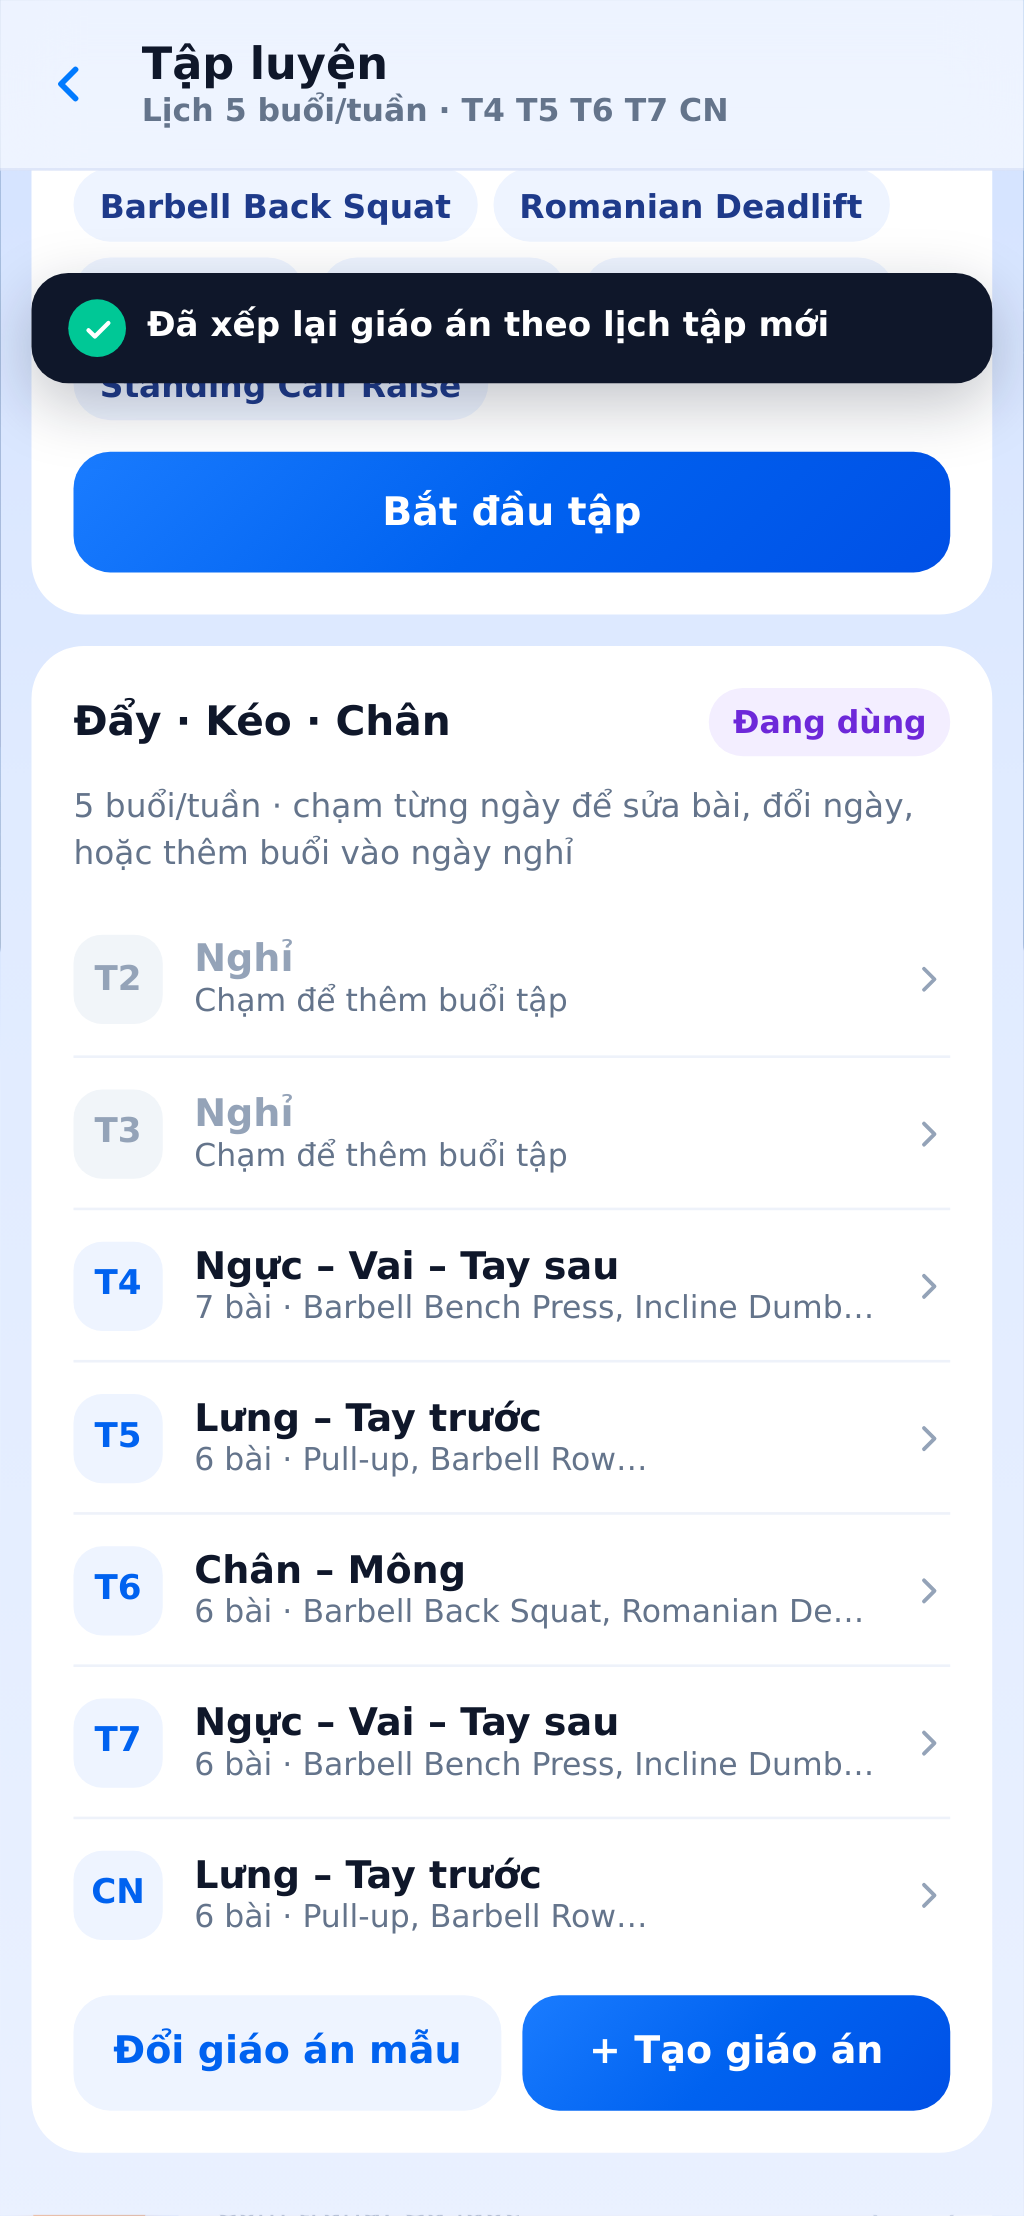 Tập luyện
Lịch 5 buổi/tuần · T4 T5 T6 T7 CN
Barbell Back Squat
Romanian Deadlift
Đã xếp lại giáo án theo lịch tập mới
Standing Calf Raise
Bắt đầu tập
Đẩy · Kéo · Chân
Đang dùng
5 buổi/tuần · chạm từng ngày để sửa bài, đổi ngày,
hoặc thêm buổi vào ngày nghỉ
T2
Nghỉ
Chạm để thêm buổi tập
T3
Nghỉ
Chạm để thêm buổi tập
T4
Ngực – Vai – Tay sau
7 bài · Barbell Bench Press, Incline Dumb...
T5
Lưng – Tay trước
6 bài · Pull-up, Barbell Row...
T6
Chân – Mông
6 bài · Barbell Back Squat, Romanian De...
T7
Ngực – Vai – Tay sau
6 bài · Barbell Bench Press, Incline Dumb...
CN
Lưng – Tay trước
6 bài · Pull-up, Barbell Row...
Đổi giáo án mẫu
+ Tạo giáo án